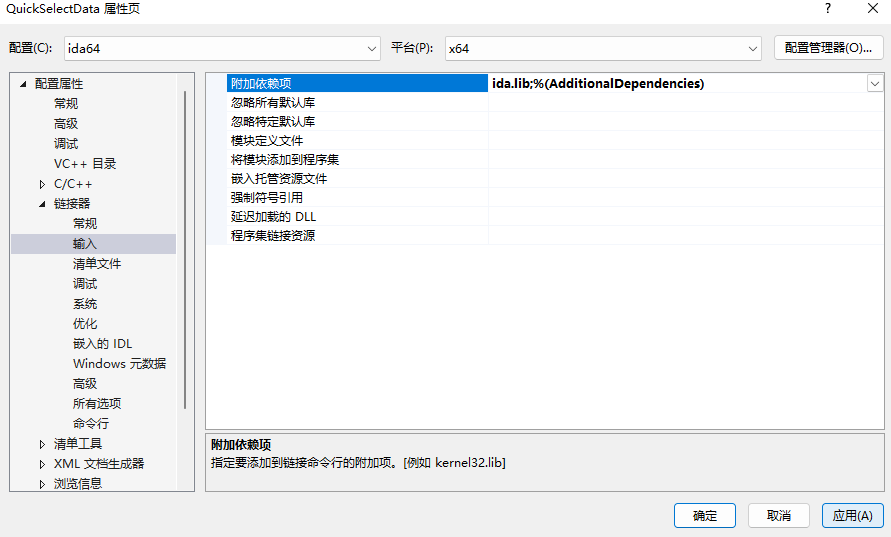 QuickSelectData 属性页
配置(C): ida64 平台(P): x64 配置管理器(O)...
配置属性
常规
高级
调试
VC++ 目录
C/C++
链接器
常规
输入
清单文件
调试
系统
优化
嵌入的 IDL
Windows 元数据
高级
所有选项
命令行
清单工具
XML 文档生成器
浏览信息
附加依赖项 ida.lib;%(AdditionalDependencies)
忽略所有默认库
忽略特定默认库
模块定义文件
将模块添加到程序集
嵌入托管资源文件
强制符号引用
延迟加载的 DLL
程序集链接资源
附加依赖项
指定要添加到链接命令行的附加项。[例如 kernel32.lib]
确定 取消 应用(A)